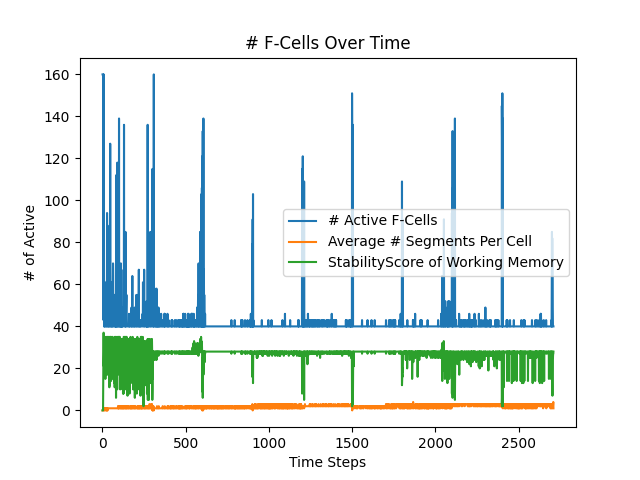 # F-Cells Over Time
160
140
120
100
80
60
40
20
0
# of Active
# Active F-Cells
Average # Segments Per Cell
StabilityScore of Working Memory
0 500 1000 1500 2000 2500
Time Steps